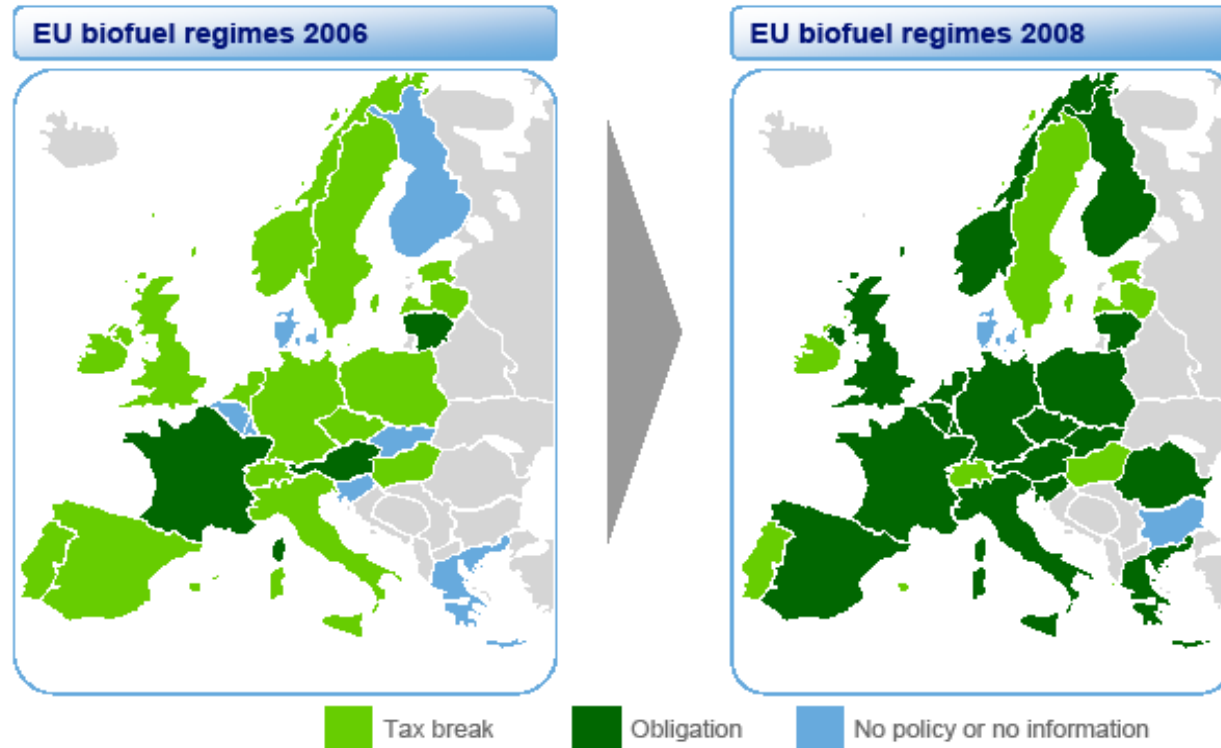 EU biofuel regimes 2006
EU biofuel regimes 2008
Tax break
Obligation
No policy or no information